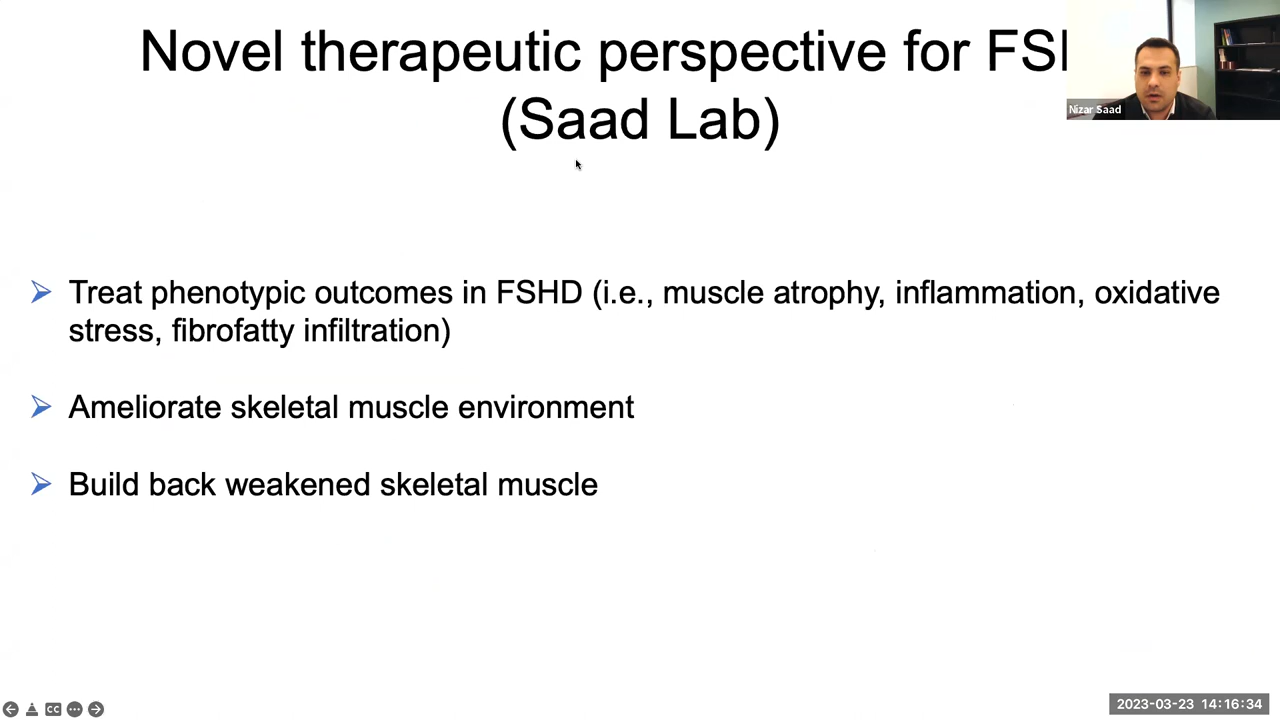 Novel therapeutic perspective for
(Saad Lab)
Nizar Saad
➢ Treat phenotypic outcomes in FSHD (i.e., muscle atrophy, inflammation, oxidative
stress, fibrofatty infiltration)
➢ Ameliorate skeletal muscle environment
➢ Build back weakened skeletal muscle
CC
2023-03-23 14:16:34